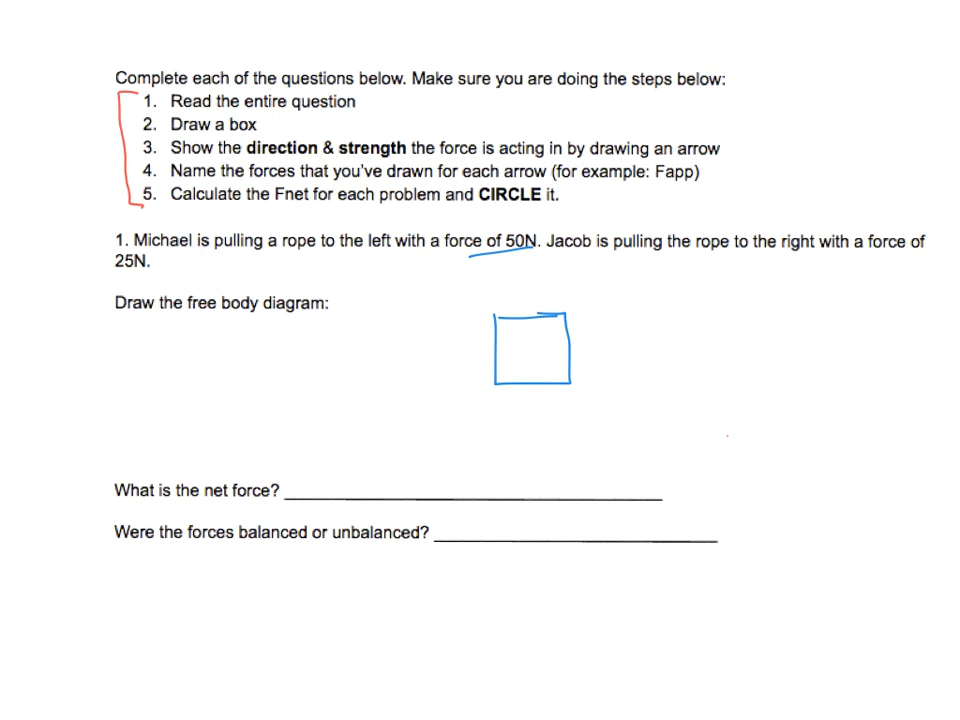 Complete each of the questions below. Make sure you are doing the steps below:
1. Read the entire question
2. Draw a box
3. Show the direction & strength the force is acting in by drawing an arrow
4. Name the forces that you've drawn for each arrow (for example: Fapp)
5. Calculate the Fnet for each problem and CIRCLE it.
1. Michael is pulling a rope to the left with a force of 50N. Jacob is pulling the rope to the right with a force of
25N.
Draw the free body diagram:
What is the net force?
Were the forces balanced or unbalanced?